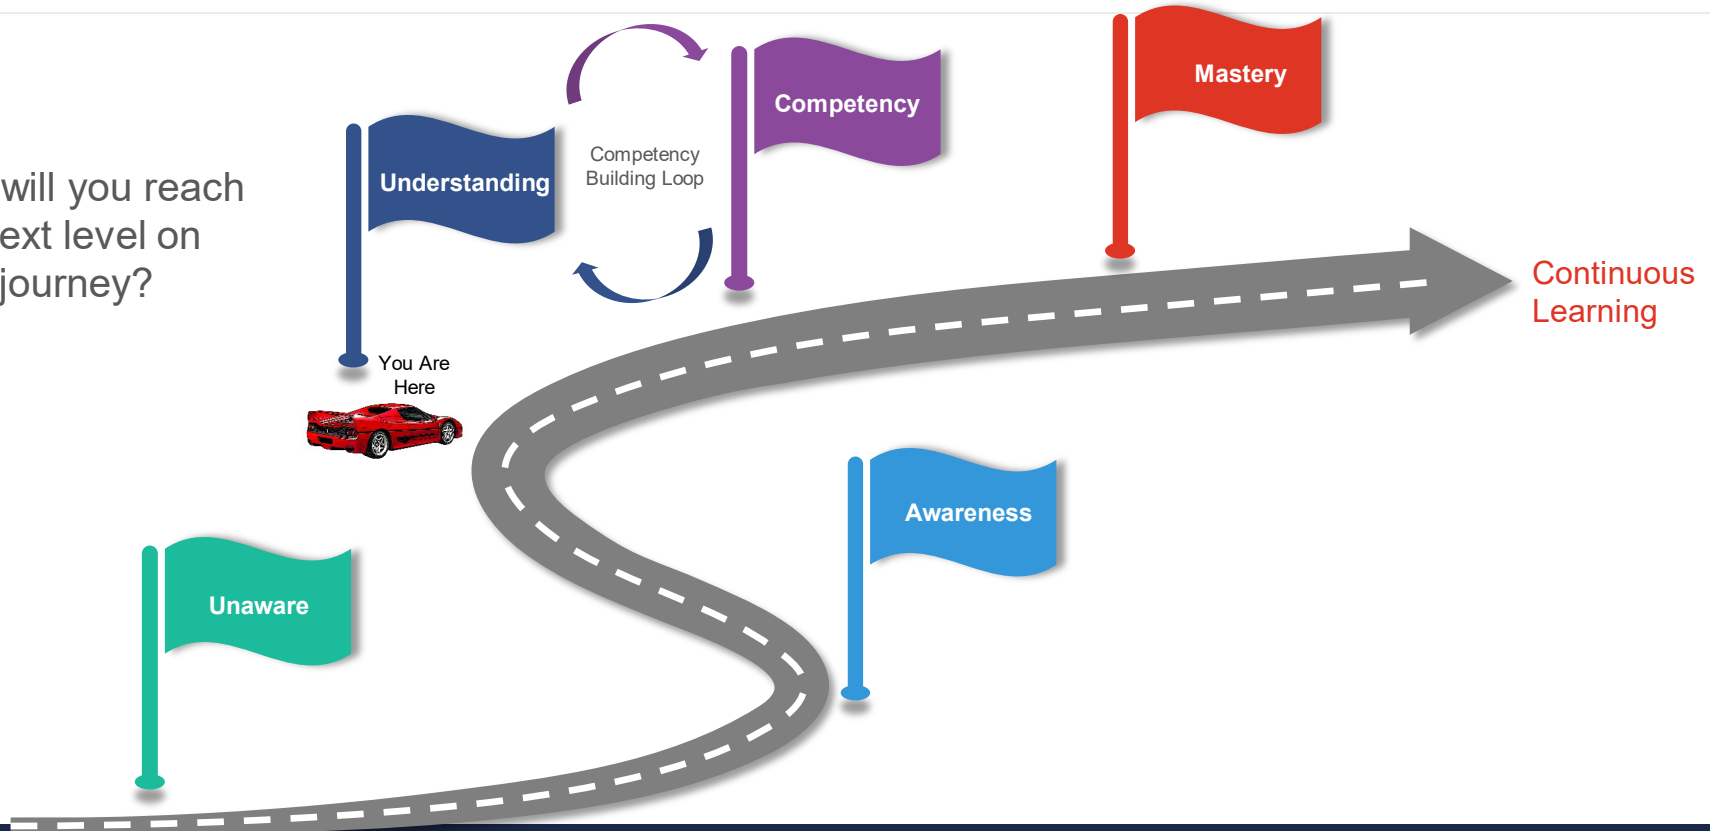 will you reach
ext level on
journey?
Understanding
Competency
Building Loop
Competency
Mastery
Continuous
Learning
You Are
Here
Awareness
Unaware